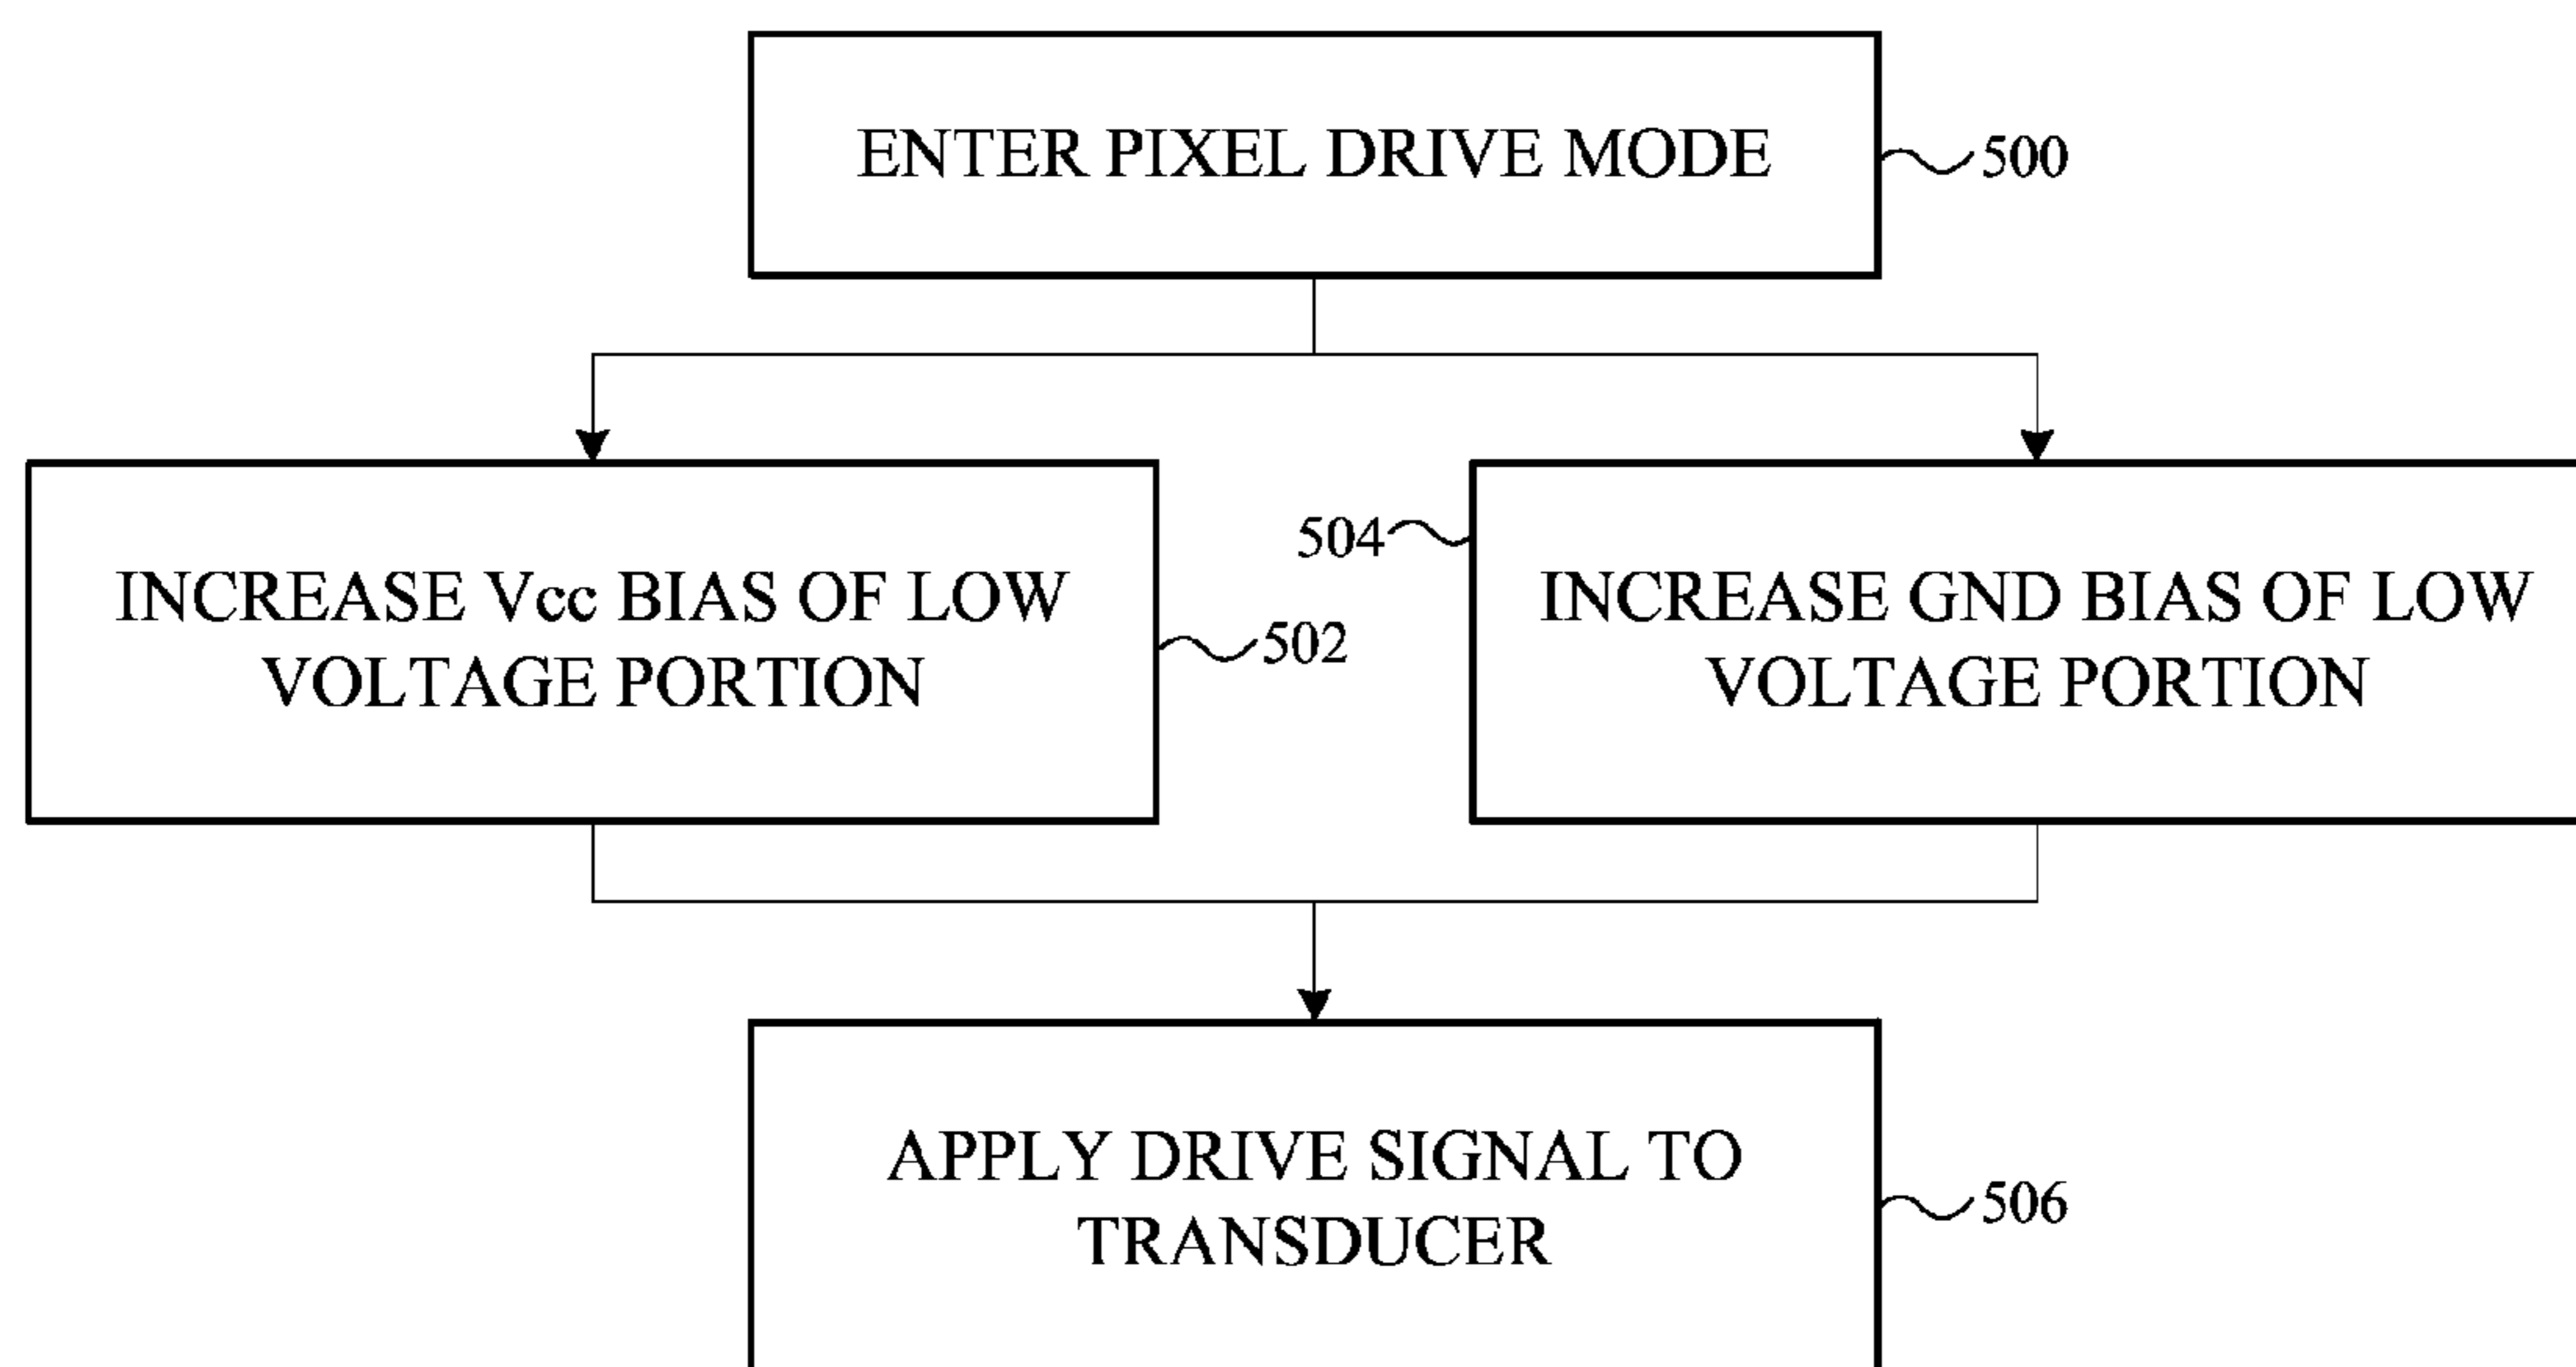 ENTER PIXEL DRIVE MODE
500
INCREASE Vcc BIAS OF LOW
VOLTAGE PORTION
502
504
INCREASE GND BIAS OF LOW
VOLTAGE PORTION
APPLY DRIVE SIGNAL TO
TRANSDUCER
506